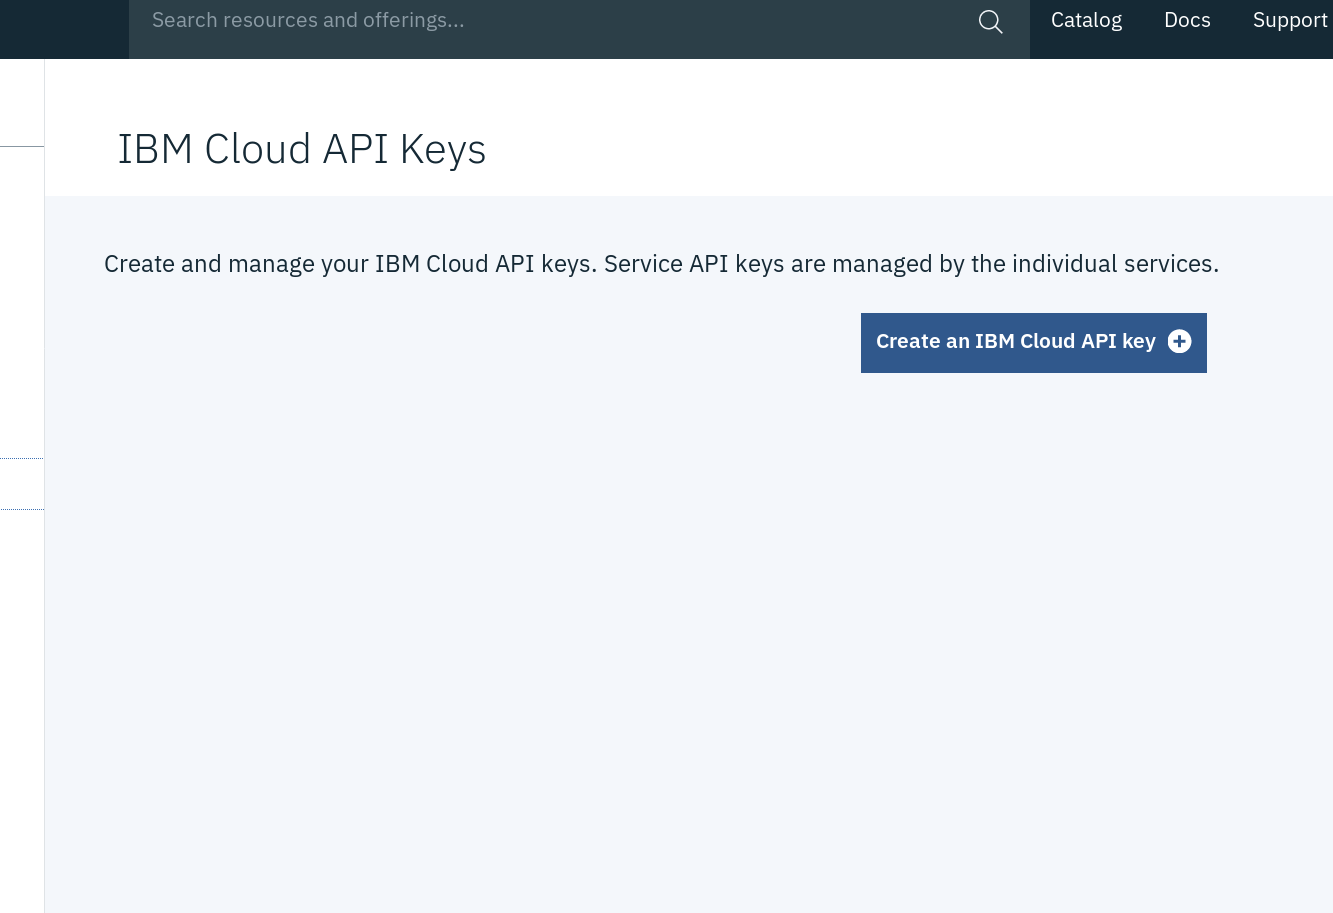 Search resources and offerings...
Catalog
Docs
Support
IBM Cloud API Keys
Create and manage your IBM Cloud API keys. Service API keys are managed by the individual services.
Create an IBM Cloud API key